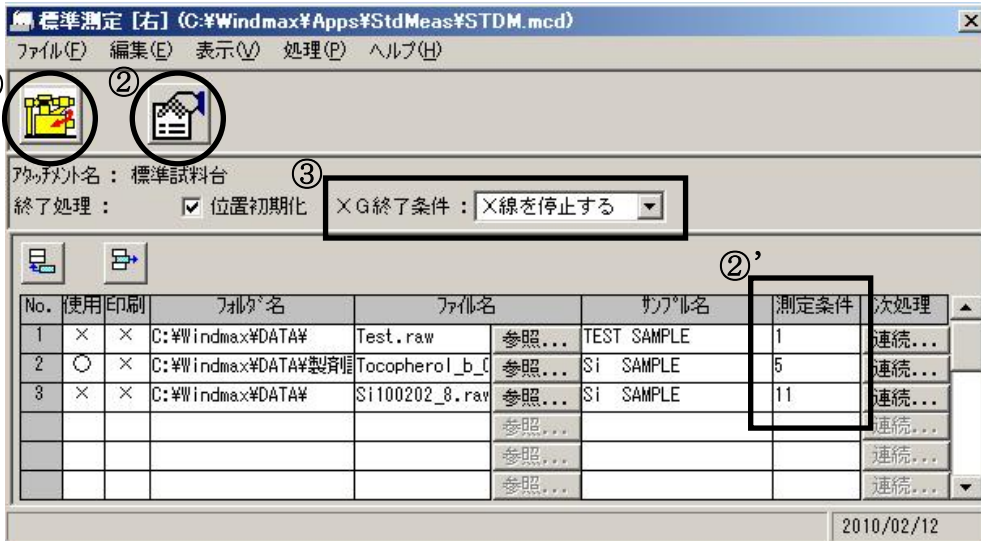 標準測定 [右] (C:¥Windmax¥Apps¥StdMeas¥STDM.mcd)
ファイル(F) 編集(E) 表示(V) 処理(P) ヘルプ(H)
②
アタッチメント名 : 標準試料台
③
終了処理 : 位置初期化 XG終了条件 : X線を停止する
②’
No. 使用 印刷 フォルダ名 ファイル名 サンプル名 測定条件 次処理
1 × × C:¥Windmax¥DATA¥ Test.raw 参照... TEST SAMPLE 1 連続...
2 ○ × C:¥Windmax¥DATA¥製剤 Tocopherol_b_ 参照... Si SAMPLE 5 連続...
3 × × C:¥Windmax¥DATA¥ Si100202_8.raw 参照... Si SAMPLE 11 連続...
参照... 連続...
参照... 連続...
参照... 連続...
2010/02/12